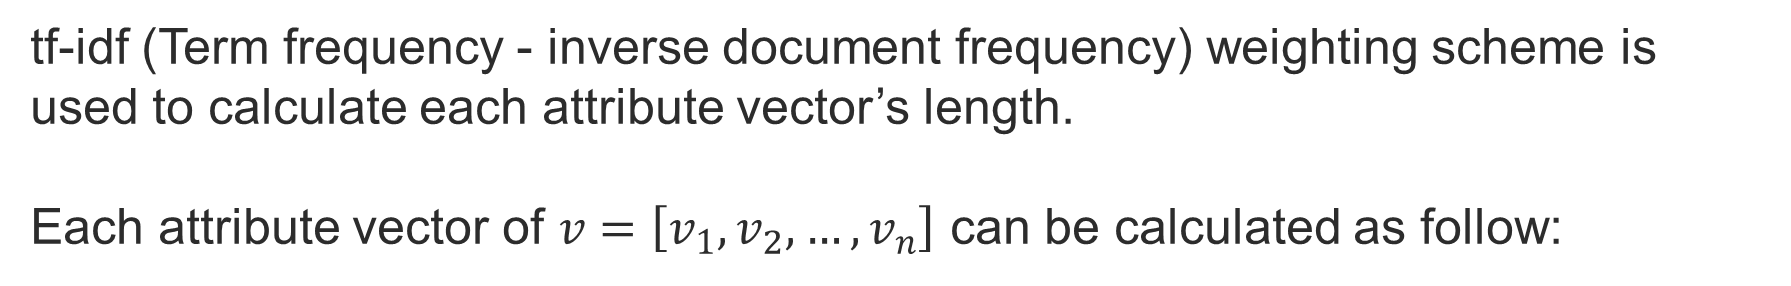 tf-idf (Term frequency - inverse document frequency) weighting scheme is
used to calculate each attribute vector’s length.
Each attribute vector of 𝑣 = [𝑣₁, 𝑣₂, … , 𝑣ₙ] can be calculated as follow: